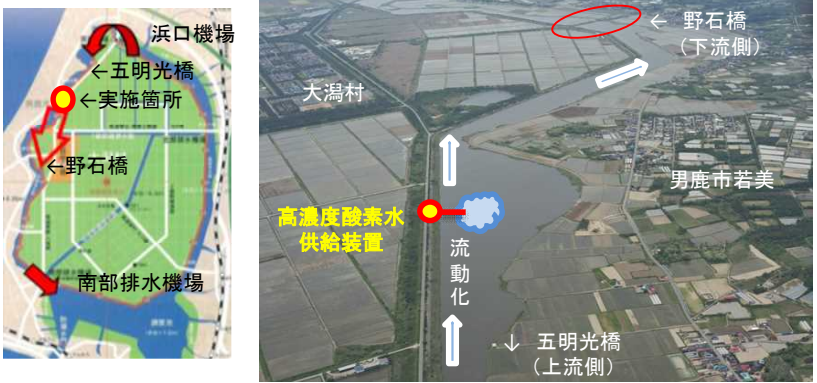 浜口機場
←五明光橋
←実施箇所
←野石橋
南部排水機場
← 野石橋
(下流側)
大潟村
男鹿市若美
高濃度酸素水
供給装置
流動化
↓ 五明光橋
(上流側)